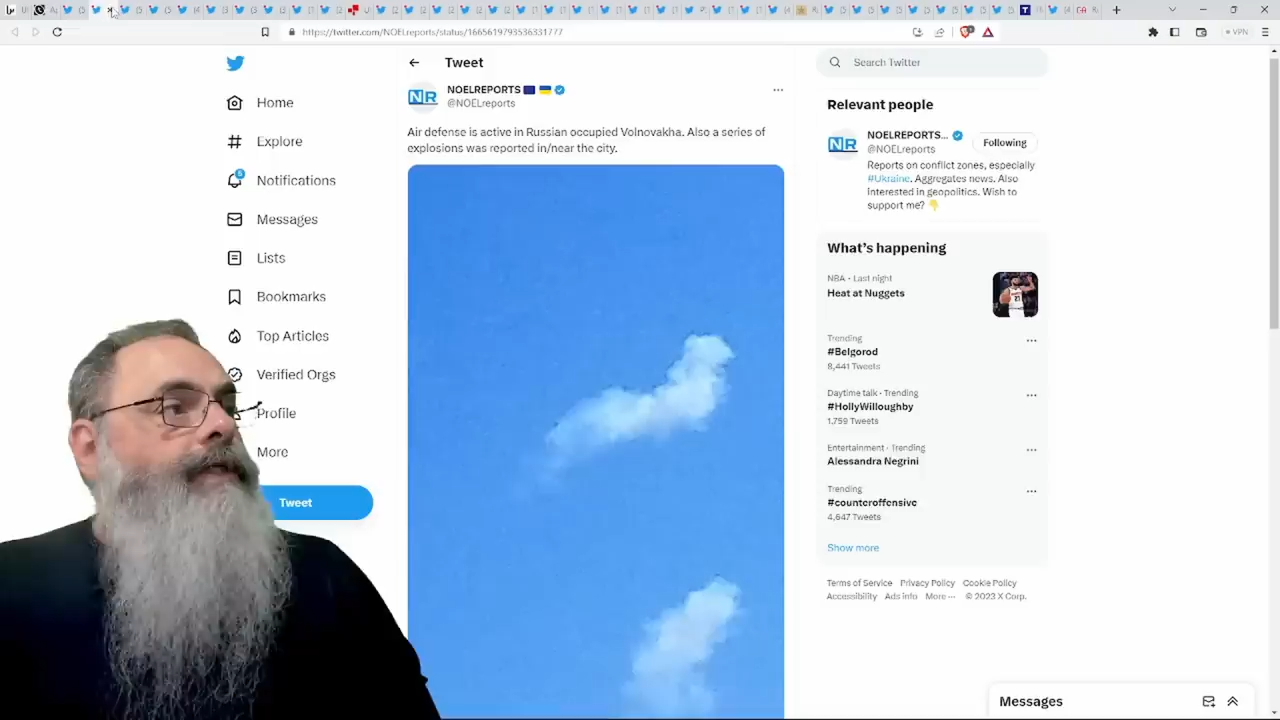 https://twitter.com/NOELreports/status/1665619793536331777
VPN
Home
Explore
6
Notifications
Messages
Lists
Bookmarks
Top Articles
Verified Orgs
Profile
More
Tweet
Tweet
NR
NOELREPORTS
@NOELreports
Air defense is active in Russian occupied Volnovakha. Also a series of
explosions was reported in/near the city.
Search Twitter
Relevant people
NR
NOELREPORTS...
@NOELreports
Following
Reports on conflict zones, especially
#Ukraine. Aggregates news. Also
interested in geopolitics. Wish to
support me?
What's happening
NBA · Last night
Heat at Nuggets
Trending
#Belgorod
8,441 Tweets
Daytime talk · Trending
#HollyWilloughby
1,759 Tweets
Entertainment · Trending
Alessandra Negrini
Trending
#counteroffensive
4,647 Tweets
Show more
Terms of Service Privacy Policy Cookie Policy
Accessibility Ads info More ··· © 2023 X Corp.
Messages